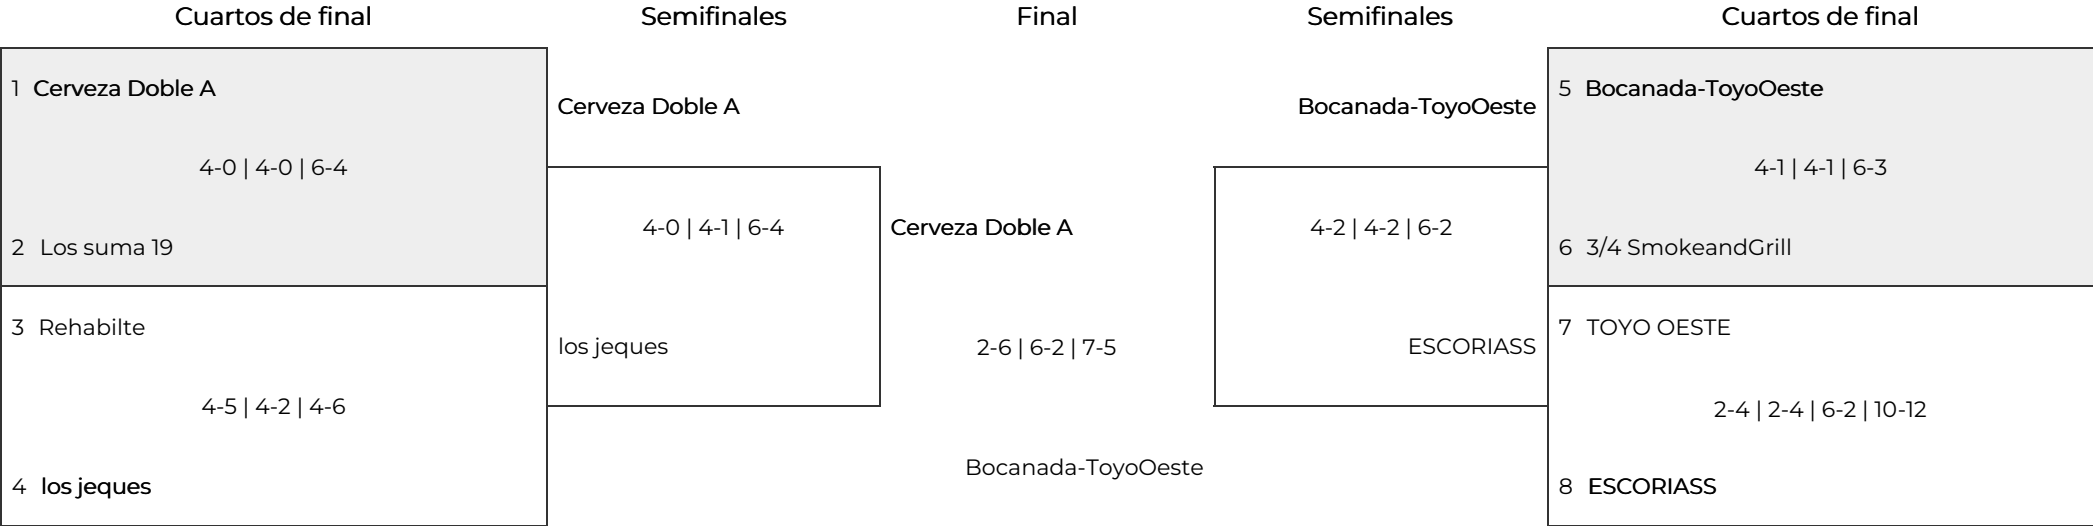 Cuartos de final
Semifinales
Final
Semifinales
Cuartos de final
1 Cerveza Doble A
4-0 | 4-0 | 6-4
2 Los suma 19
3 Rehabilte
4-5 | 4-2 | 4-6
4 los jeques
Cerveza Doble A
4-0 | 4-1 | 6-4
los jeques
Cerveza Doble A
2-6 | 6-2 | 7-5
Bocanada-ToyoOeste
Bocanada-ToyoOeste
4-2 | 4-2 | 6-2
ESCORIASS
5 Bocanada-ToyoOeste
4-1 | 4-1 | 6-3
6 3/4 SmokeandGrill
7 TOYO OESTE
2-4 | 2-4 | 6-2 | 10-12
8 ESCORIASS